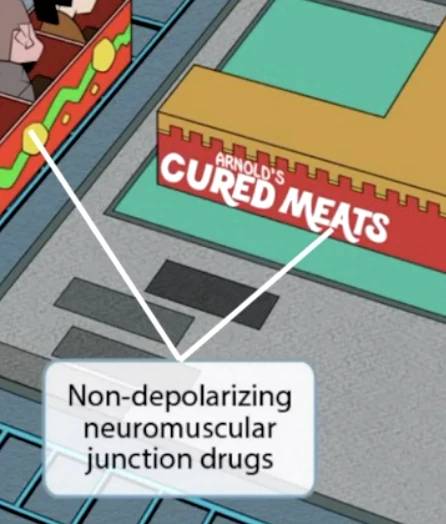 ARNOLD'S
CURED MEATS
Non-depolarizing
neuromuscular
junction drugs